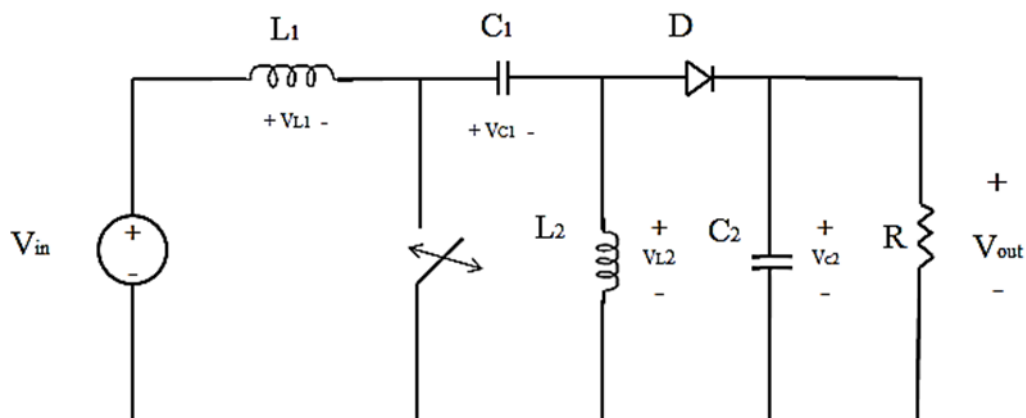 L1
C1
D
+ VL1 -
+ VC1 -
Vin
+
-
L2
+
VL2
-
C2
+
Vc2
-
R
+
Vout
-